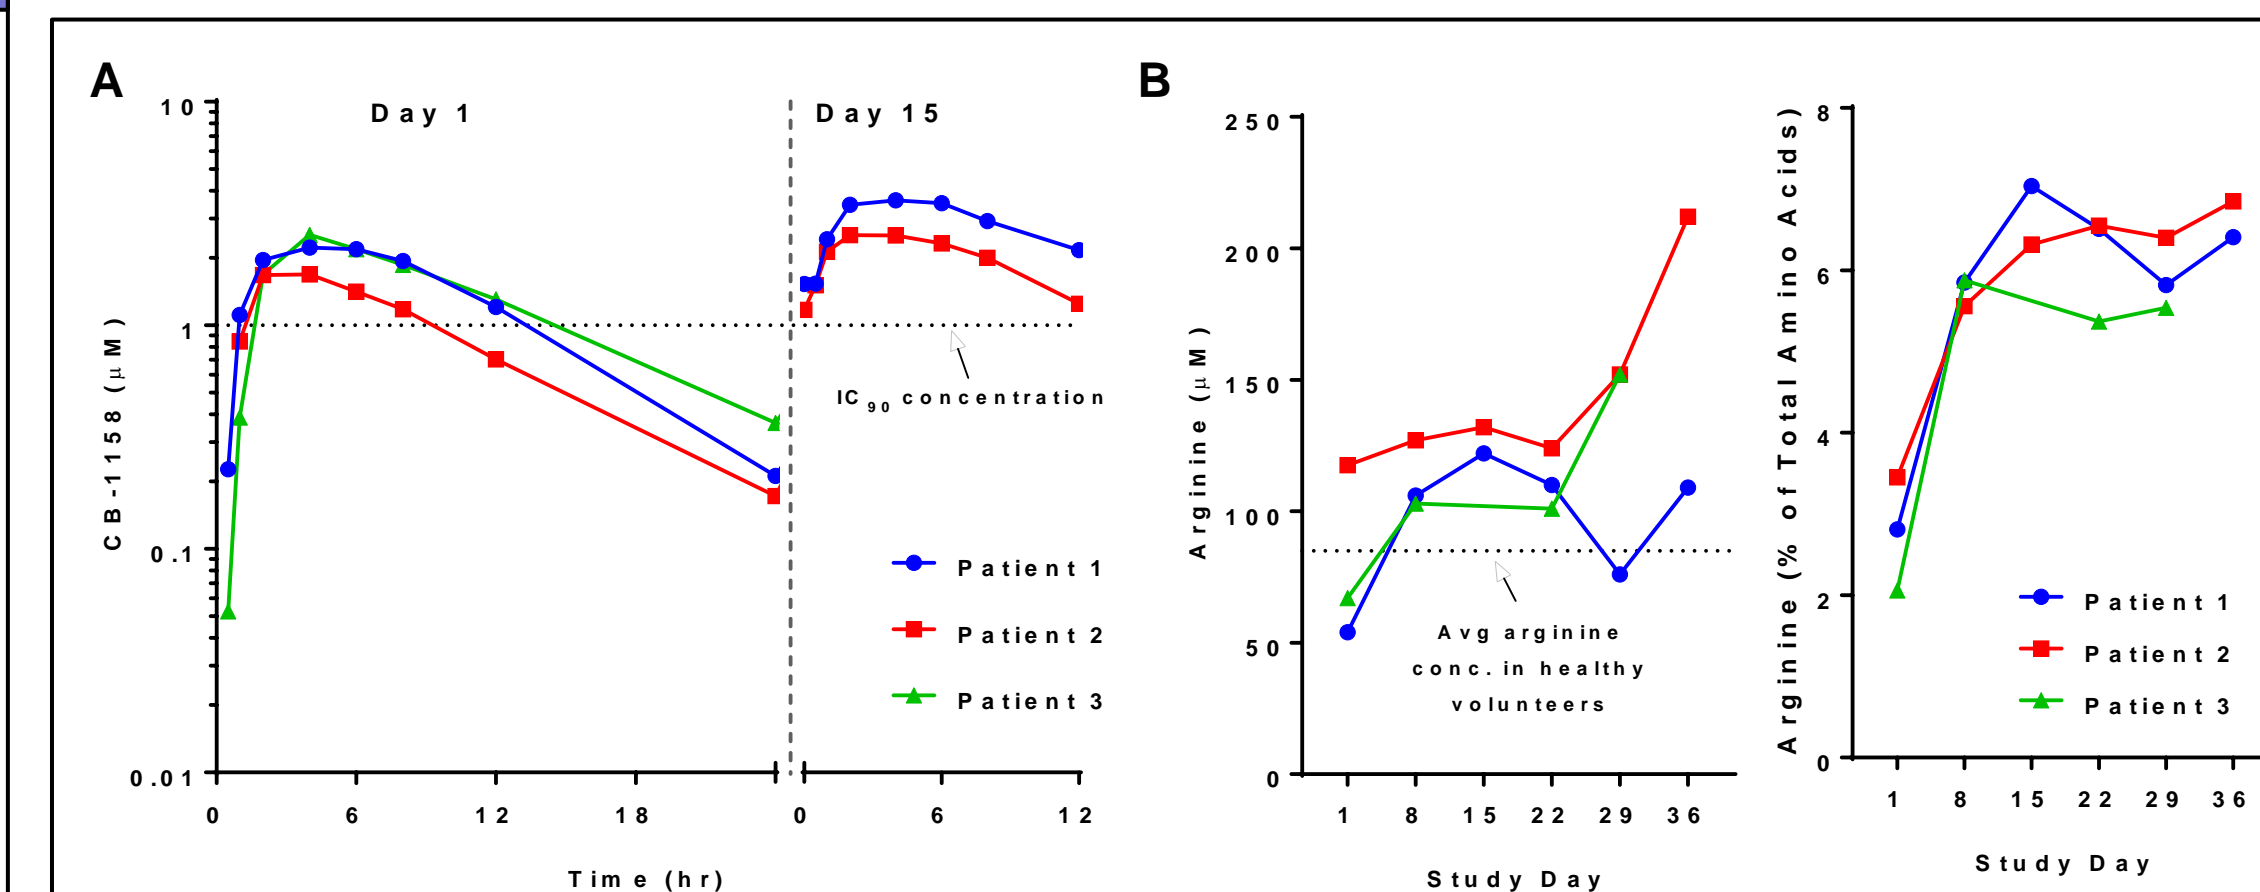 A
Day 1
Day 15
10
1
0.1
0.01
CB-1158 (μM)
IC90 concentration
Patient 1
Patient 2
Patient 3
0 6 12 18 0 6 12
Time (hr)
B
250
200
150
100
50
0
Arginine (μM)
Avg arginine
conc. in healthy
volunteers
1 8 15 22 29 36
Study Day
8
6
4
2
0
Arginine (% of Total Amino Acids)
Patient 1
Patient 2
Patient 3
1 8 15 22 29 36
Study Day